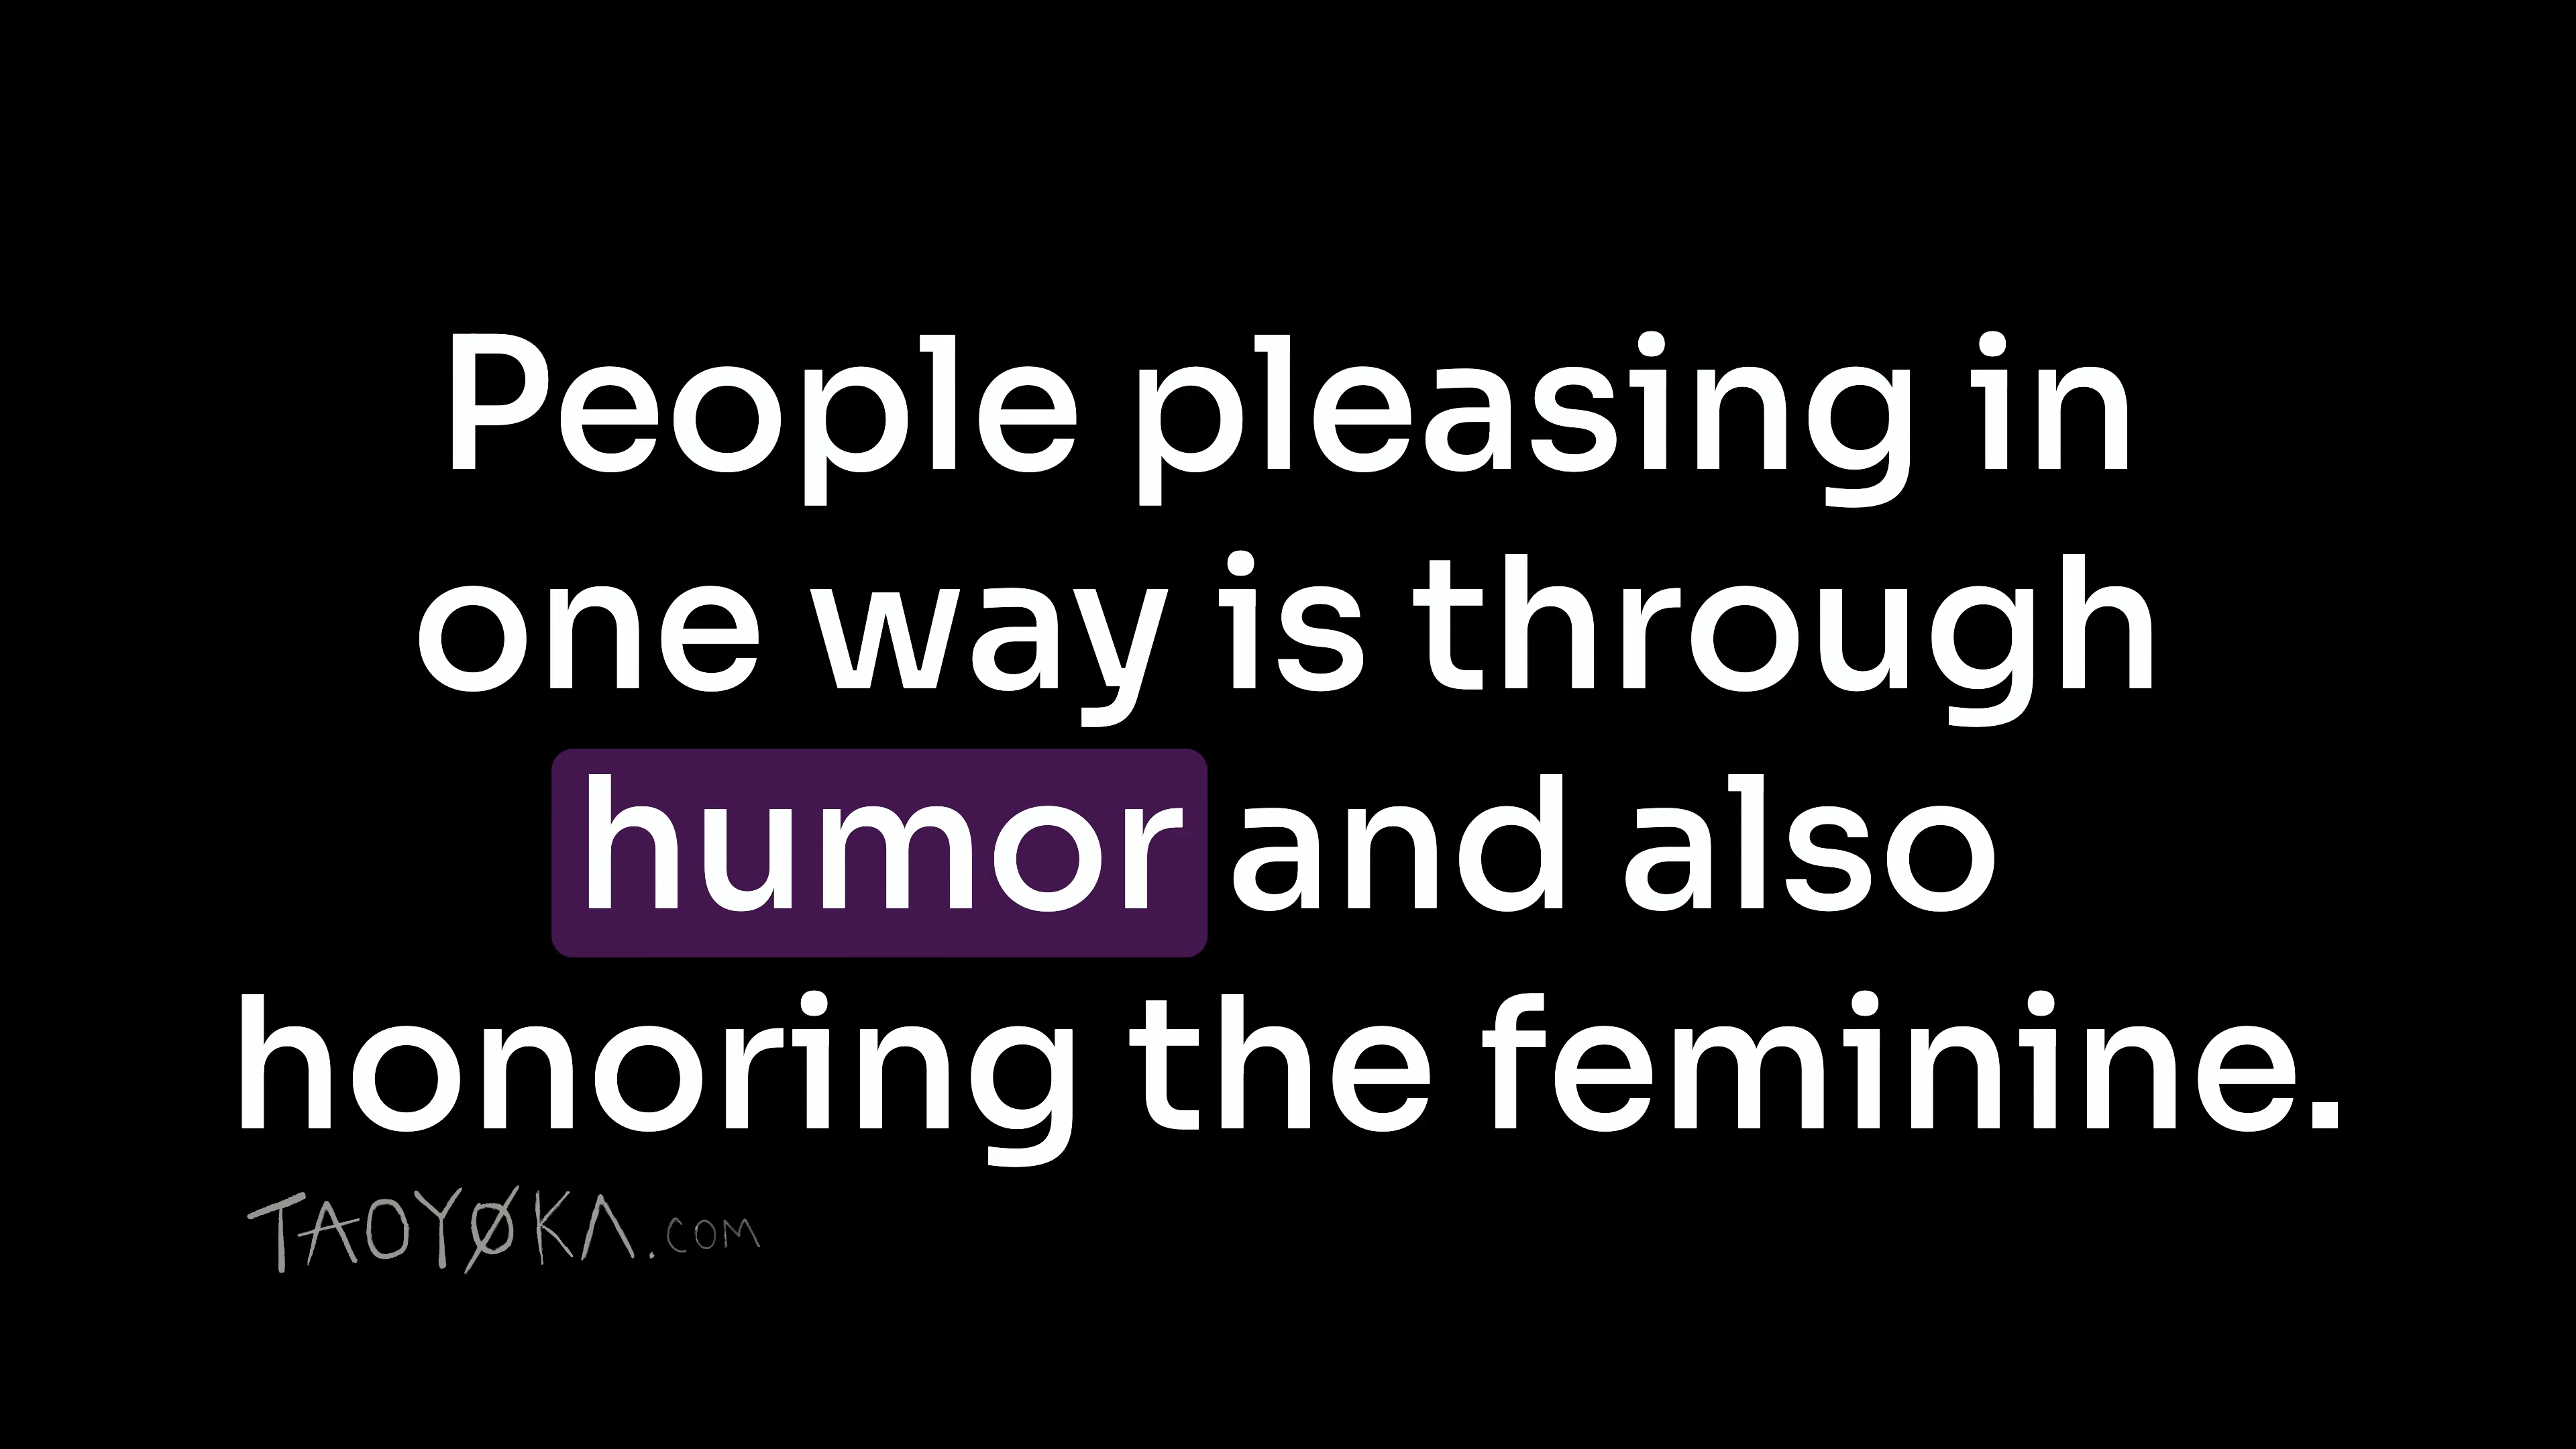 People pleasing in
one way is through
humor and also
honoring the feminine.
TAOYØKA.COM